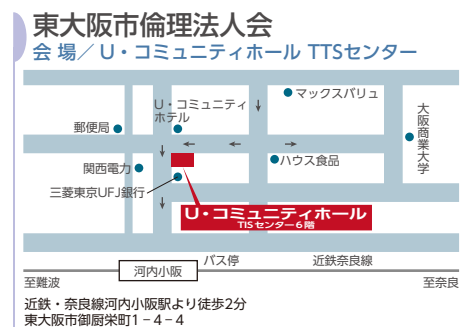 東大阪市倫理法人会
会 場／U・コミュニティホール TTSセンター
マックスバリュ
U・コミュニティ
ホテル
郵便局
大阪商業大学
関西電力
ハウス食品
三菱東京UFJ銀行
U・コミュニティホール
TISセンター6階
バス停
近鉄奈良線
河内小阪
至難波
至奈良
近鉄・奈良線河内小阪駅より徒歩2分
東大阪市御厨栄町1－4－4